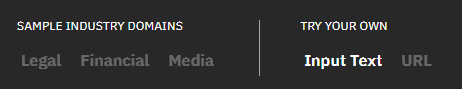 SAMPLE INDUSTRY DOMAINS
Legal Financial Media
TRY YOUR OWN
Input Text URL